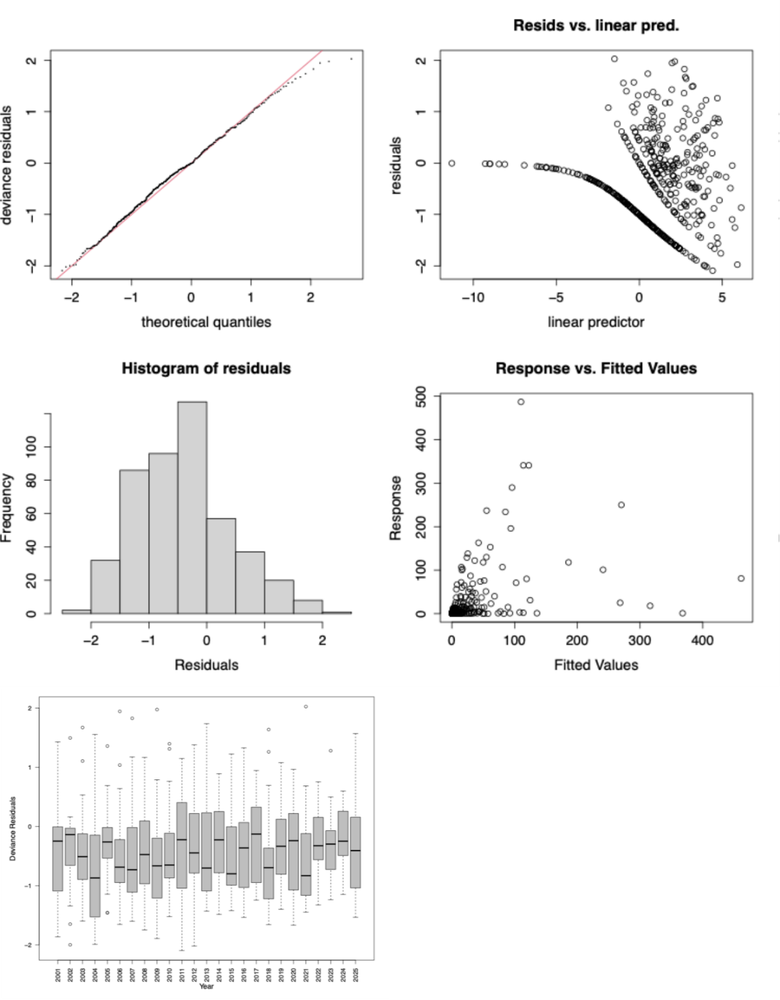 deviance residuals
2
1
0
−1
−2
−2 −1 0 1 2
theoretical quantiles
Resids vs. linear pred.
residuals
2
1
0
−1
−2
−10 −5 0 5
linear predictor
Histogram of residuals
Frequency
100
80
60
40
20
0
−2 −1 0 1 2
Residuals
Response vs. Fitted Values
Response
500
400
300
200
100
0
0 100 200 300 400
Fitted Values
Deviance Residuals
2
1
0
−1
−2
2001 2002 2003 2004 2005 2006 2007 2008 2009 2010 2011 2012 2013 2014 2015 2016 2017 2018 2019 2020 2021 2022 2023 2024 2025
Year